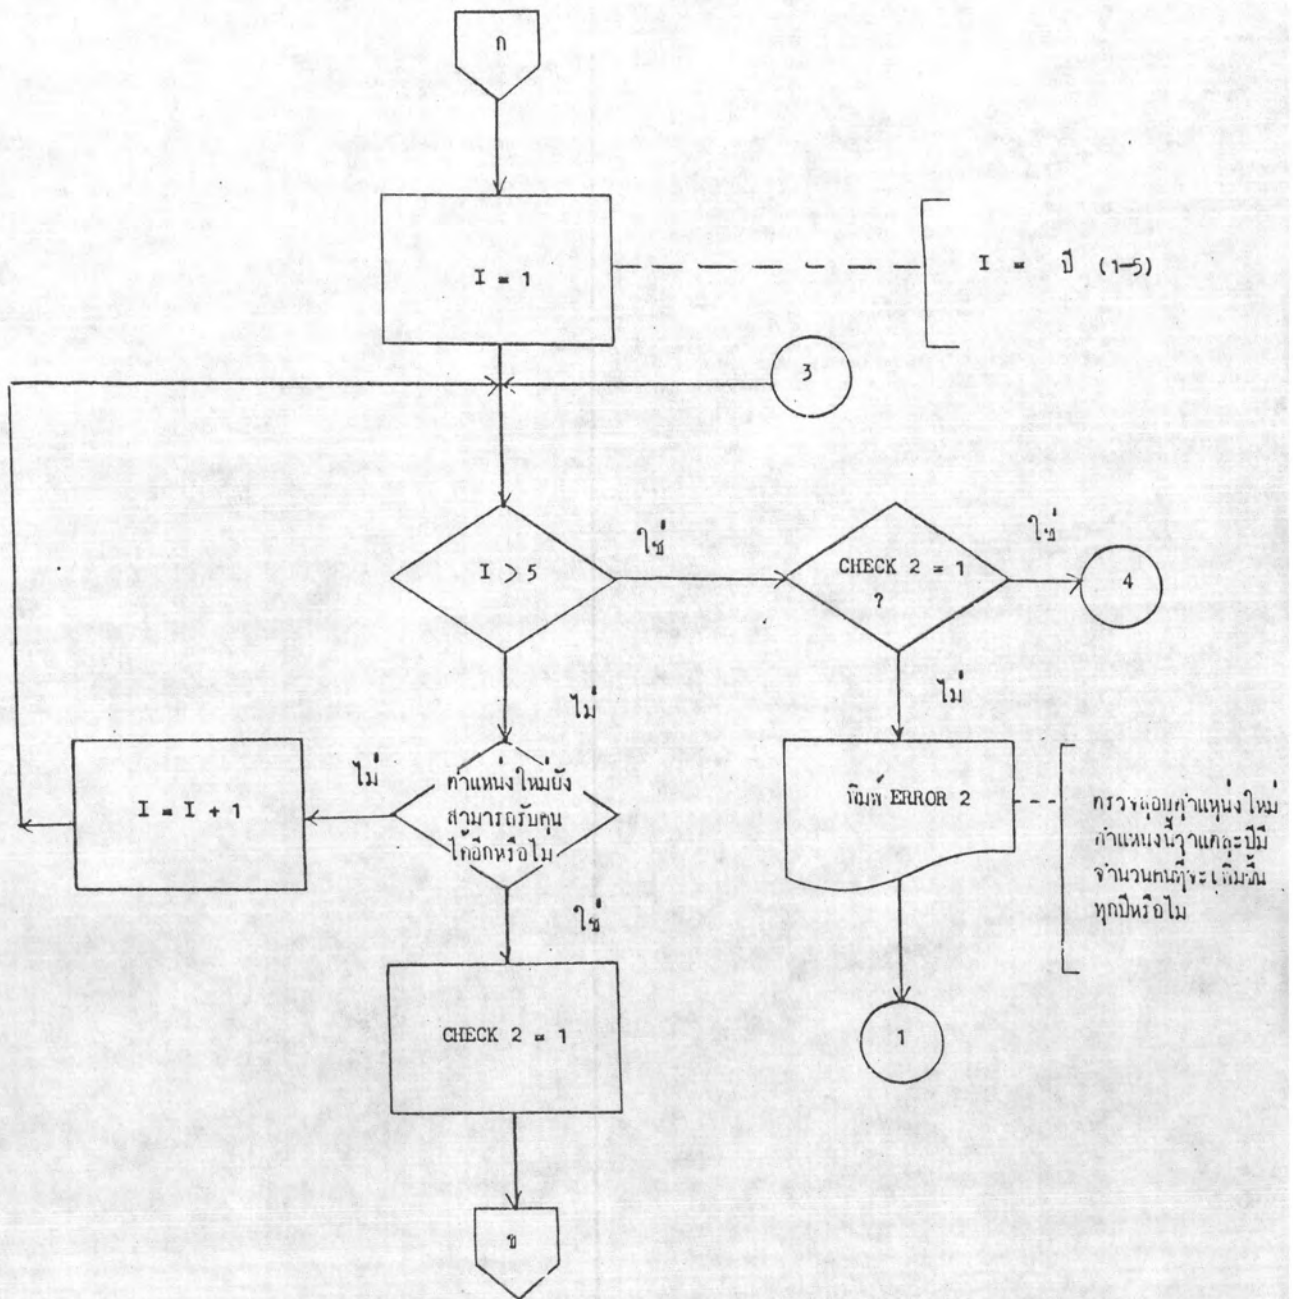 ก
I = 1
I = ปี (1-5)
3
I > 5
ใช่
CHECK 2 = 1
?
ใช่
4
ไม่
ไม่
I = I + 1
ไม่
ตำแหน่งใหม่ยัง
สามารถรับคน
ได้อีกหรือไม่
พิมพ์ ERROR 2
ตรวจสอบตำแหน่งใหม่
ตำแหน่งนี้ว่าแต่ละปีมี
จำนวนคนที่จะเพิ่มขึ้น
ทุกปีหรือไม่
ใช่
CHECK 2 = 1
1
ข